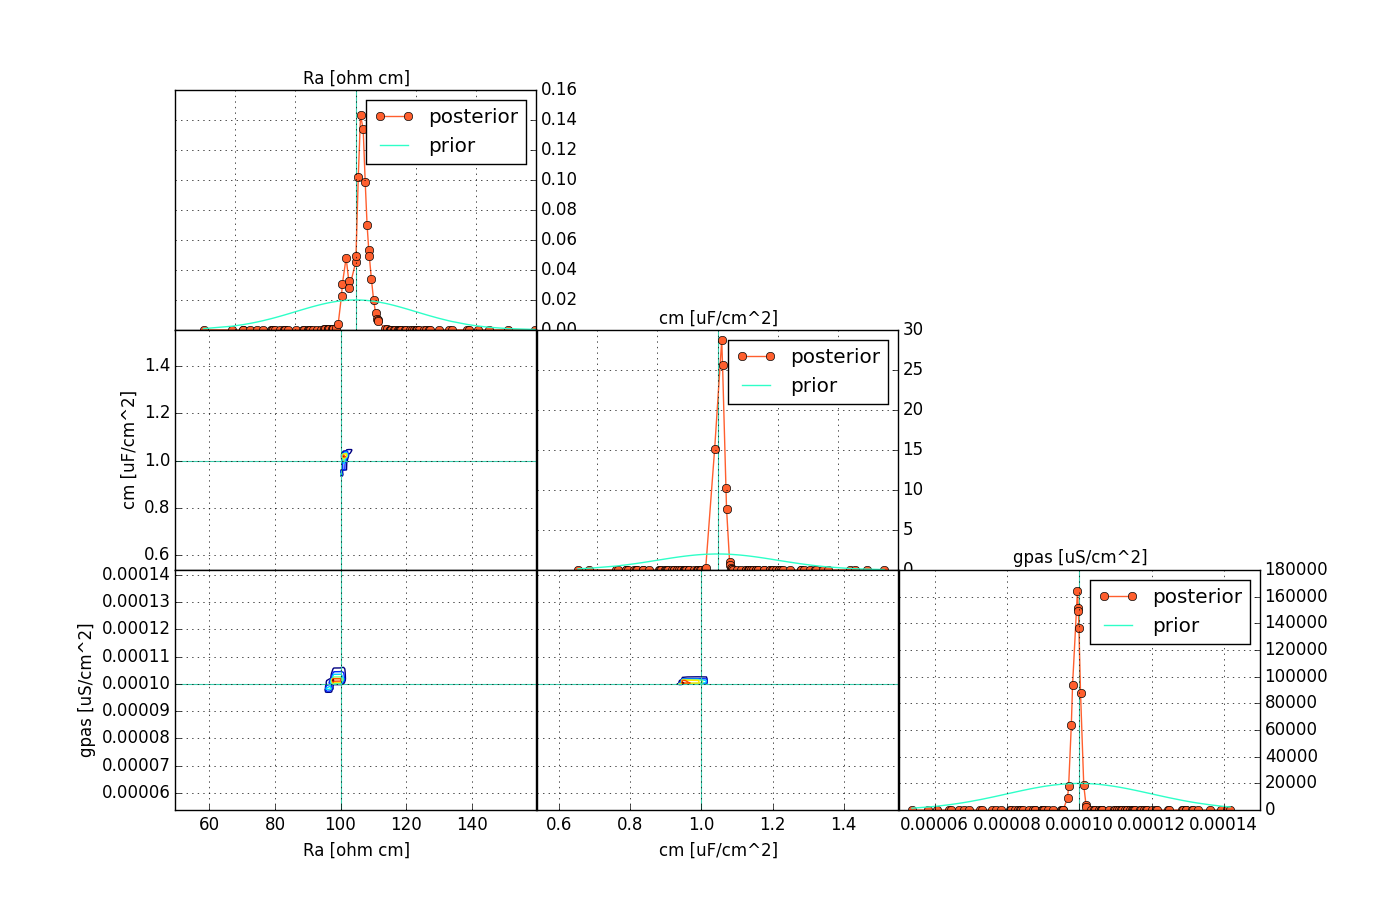 Ra [ohm cm]
0.16
posterior
0.14
prior
0.12
0.10
0.08
0.06
0.04
0.02
0.00
cm [uF/cm^2]
30
posterior
25
prior
20
15
10
5
0
1.4
1.2
1.0
0.8
0.6
cm [uF/cm^2]
gpas [uS/cm^2]
180000
posterior
160000
prior
140000
120000
100000
80000
60000
40000
20000
0
0.00014
0.00013
0.00012
0.00011
0.00010
0.00009
0.00008
0.00007
0.00006
gpas [uS/cm^2]
60 80 100 120 140
Ra [ohm cm]
0.6 0.8 1.0 1.2 1.4
cm [uF/cm^2]
0.00006 0.00008 0.00010 0.00012 0.00014